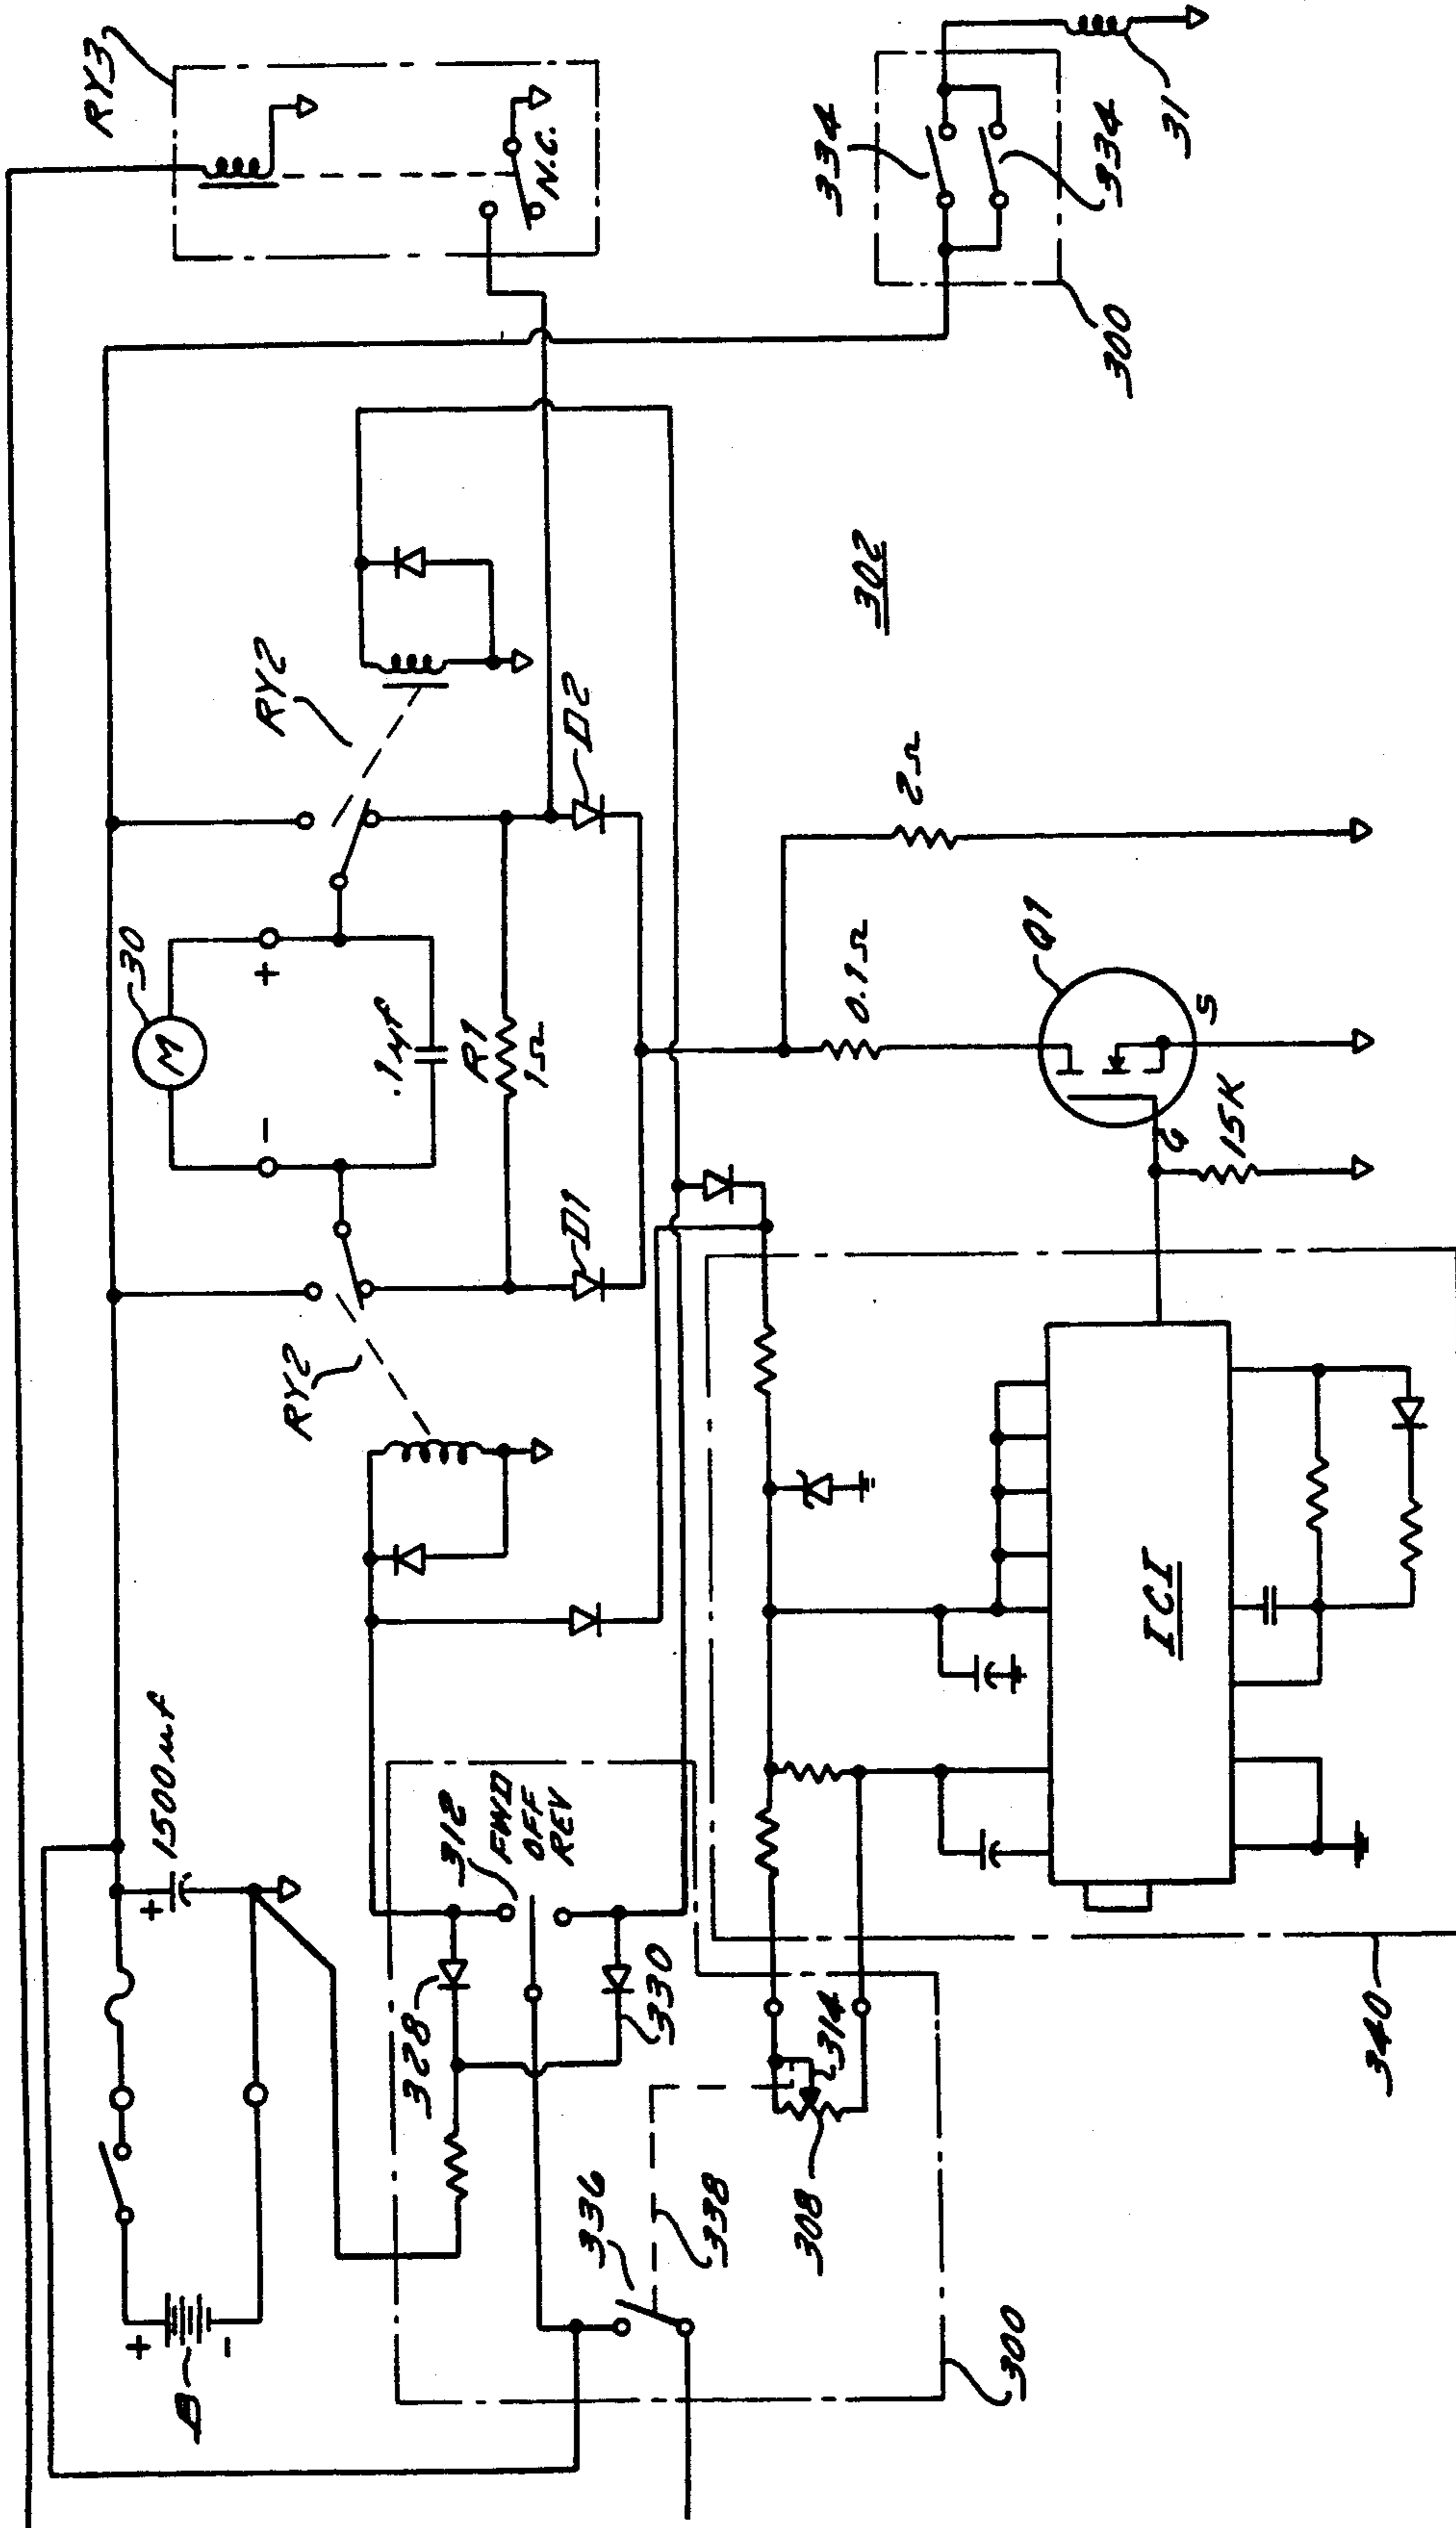 RY3
N.C.
334
334
31
300
RY2
D2
302
2Ω
30
M
+
-
.1µf
R1
1Ω
0.1Ω
Q1
S
G
15K
D1
RY2
IC1
1500µf
+
312
FWD
OFF
REV
328
330
314
340
336
338
308
B
+
-
300